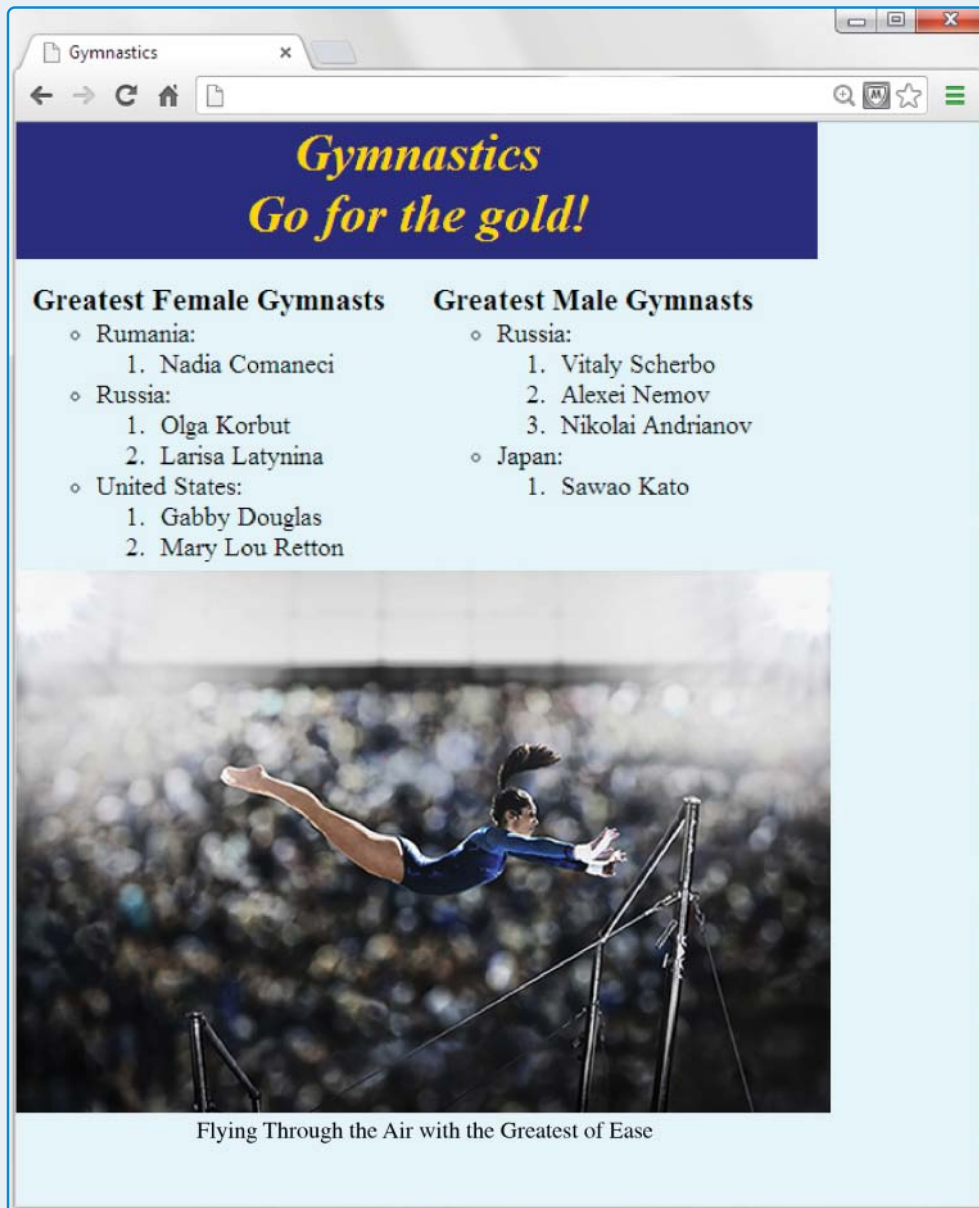 Gymnastics
Gymnastics
Go for the gold!
Greatest Female Gymnasts
Rumania:
1. Nadia Comaneci
Russia:
1. Olga Korbut
2. Larisa Latynina
United States:
1. Gabby Douglas
2. Mary Lou Retton
Greatest Male Gymnasts
Russia:
1. Vitaly Scherbo
2. Alexei Nemov
3. Nikolai Andrianov
Japan:
1. Sawao Kato
Flying Through the Air with the Greatest of Ease